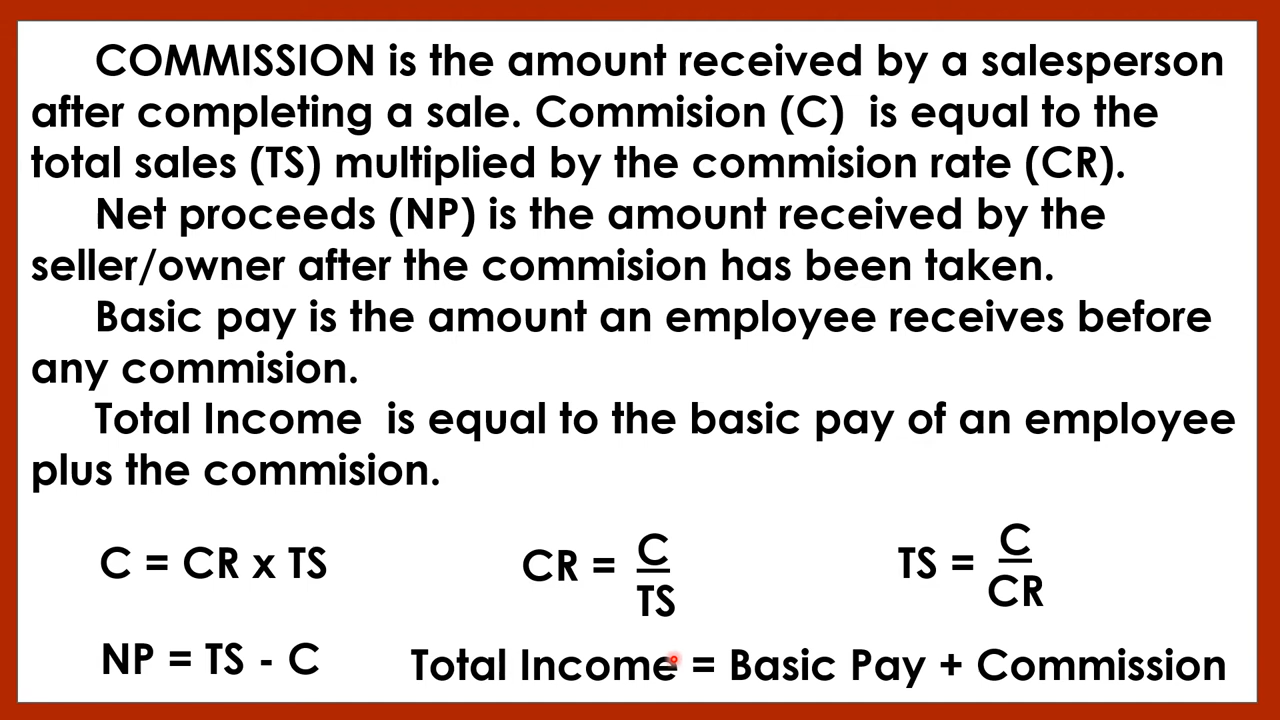 COMMISSION is the amount received by a salesperson
after completing a sale. Commision (C)  is equal to the
total sales (TS) multiplied by the commision rate (CR).
Net proceeds (NP) is the amount received by the
seller/owner after the commision has been taken.
Basic pay is the amount an employee receives before
any commision.
Total Income  is equal to the basic pay of an employee
plus the commision.
C = CR x TS
CR = C/TS
TS = C/CR
NP = TS - C
Total Income = Basic Pay + Commission